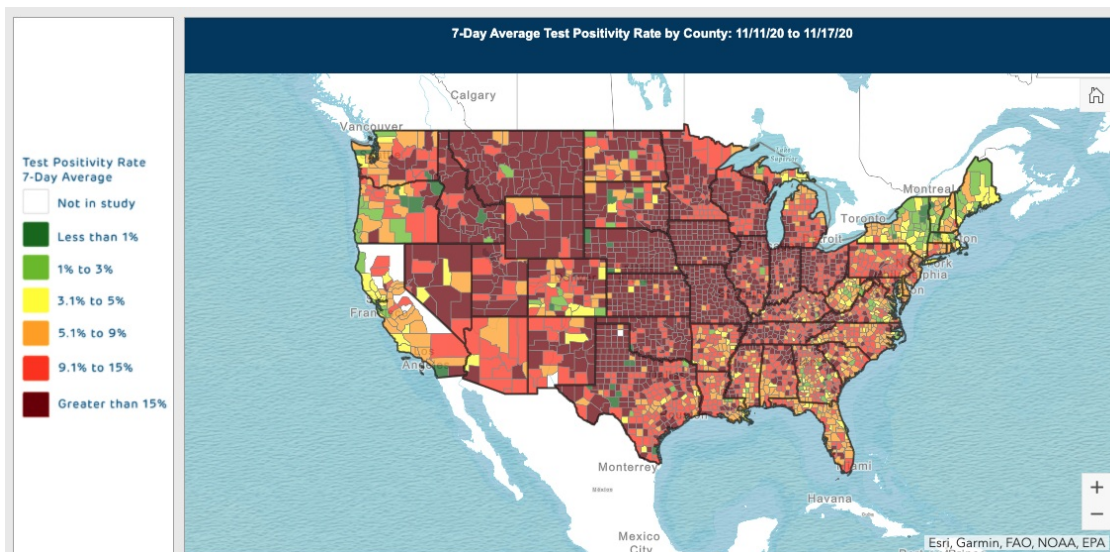 7-Day Average Test Positivity Rate by County: 11/11/20 to 11/17/20
Test Positivity Rate
7-Day Average
Not in study
Less than 1%
1% to 3%
3.1% to 5%
5.1% to 9%
9.1% to 15%
Greater than 15%
Calgary
Vancouver
Montreal
Toronto
Monterrey
México
Havana
Mexico
City
+
−
Esri, Garmin, FAO, NOAA, EPA